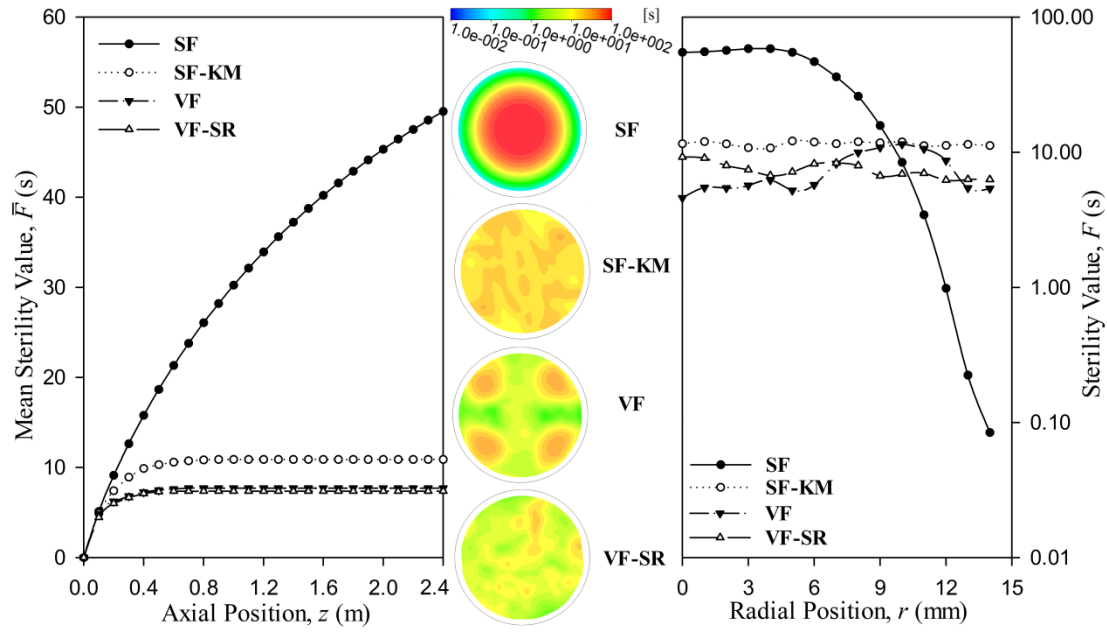 60
50
40
30
20
10
0
0.0 0.4 0.8 1.2 1.6 2.0 2.4
Mean Sterility Value, F̅ (s)
Axial Position, z (m)
SF
SF-KM
VF
VF-SR
[s]
1.0e-002 1.0e-001 1.0e+000 1.0e+001 1.0e+002
SF
SF-KM
VF
VF-SR
100.00
10.00
1.00
0.10
0.01
0 3 6 9 12 15
Sterility Value, F (s)
Radial Position, r (mm)
SF
SF-KM
VF
VF-SR